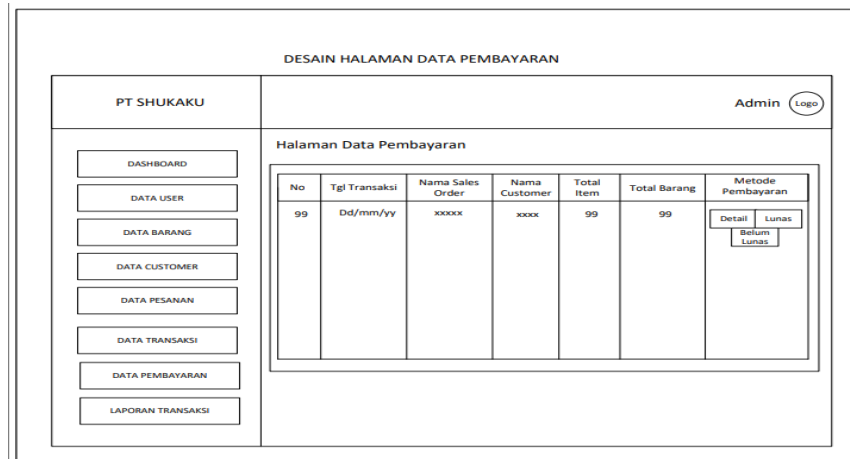 DESAIN HALAMAN DATA PEMBAYARAN
PT SHUKAKU
Admin
Logo
DASHBOARD
DATA USER
DATA BARANG
DATA CUSTOMER
DATA PESANAN
DATA TRANSAKSI
DATA PEMBAYARAN
LAPORAN TRANSAKSI
Halaman Data Pembayaran
No
Tgl Transaksi
Nama Sales
Order
Nama
Customer
Total
Item
Total Barang
Metode
Pembayaran
99
Dd/mm/yy
xxxxx
xxxx
99
99
Detail
Lunas
Belum
Lunas